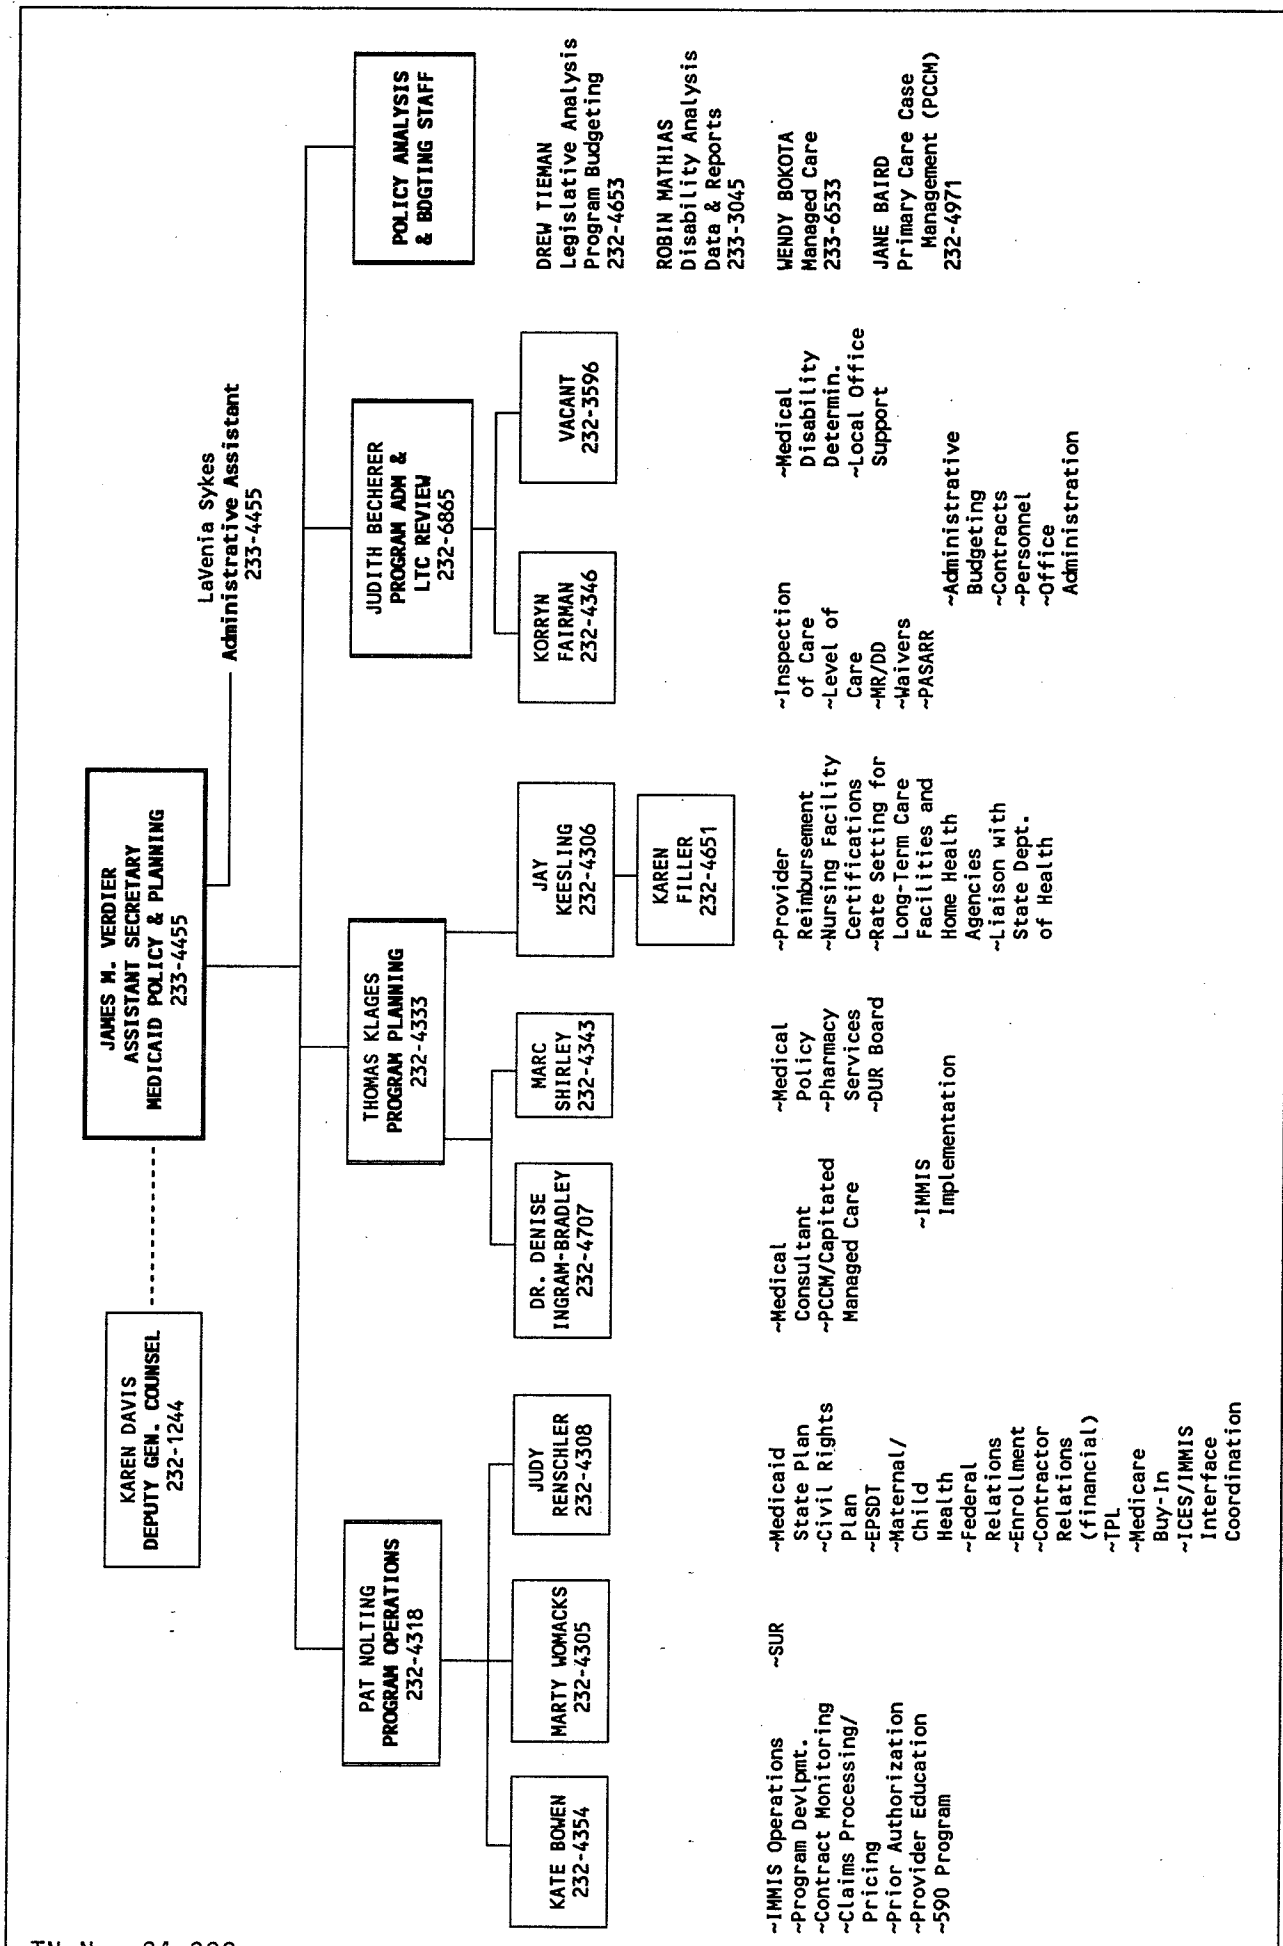 JAMES M. VERDIER
ASSISTANT SECRETARY
MEDICAID POLICY & PLANNING
233-4455
KAREN DAVIS
DEPUTY GEN. COUNSEL
232-1244
LaVenia Sykes
Administrative Assistant
233-4455
PAT NOLTING
PROGRAM OPERATIONS
232-4318
THOMAS KLAGES
PROGRAM PLANNING
232-4333
JUDITH BECHERER
PROGRAM ADM &
LTC REVIEW
232-6865
POLICY ANALYSIS
& BDGTING STAFF
KATE BOWEN
232-4354
MARTY WOMACKS
232-4305
JUDY
RENSCHLER
232-4308
DR. DENISE
INGRAM-BRADLEY
232-4707
MARC
SHIRLEY
232-4343
JAY
KEESLING
232-4306
KAREN
FILLER
232-4651
KORRYN
FAIRMAN
232-4346
VACANT
232-3596
DREW TIEMAN
Legislative Analysis
Program Budgeting
232-4653
ROBIN MATHIAS
Disability Analysis
Data & Reports
233-3045
WENDY BOKOTA
Managed Care
233-6533
JANE BAIRD
Primary Care Case
Management (PCCM)
232-4971
~IMMIS Operations
~Program Devlpmt.
~Contract Monitoring
~Claims Processing/
Pricing
~Prior Authorization
~Provider Education
~590 Program
~SUR
~Medicaid
State Plan
~Civil Rights
Plan
~EPSDT
~Maternal/
Child
Health
~Federal
Relations
~Enrollment
~Contractor
Relations
(financial)
~TPL
~Medicare
Buy-In
~ICES/IMMIS
Interface
Coordination
~Medical
Consultant
~PCCM/Capitated
Managed Care
~Medical
Policy
~Pharmacy
Services
~DUR Board
~IMMIS
Implementation
~Provider
Reimbursement
~Nursing Facility
Certifications
~Rate Setting for
Long-Term Care
Facilities and
Home Health
Agencies
~Liaison with
State Dept.
of Health
~Inspection
of Care
~Level of
Care
~MR/DD
~Waivers
~PASARR
~Medical
Disability
Determin.
~Local Office
Support
~Administrative
Budgeting
~Contracts
~Personnel
~Office
Administration